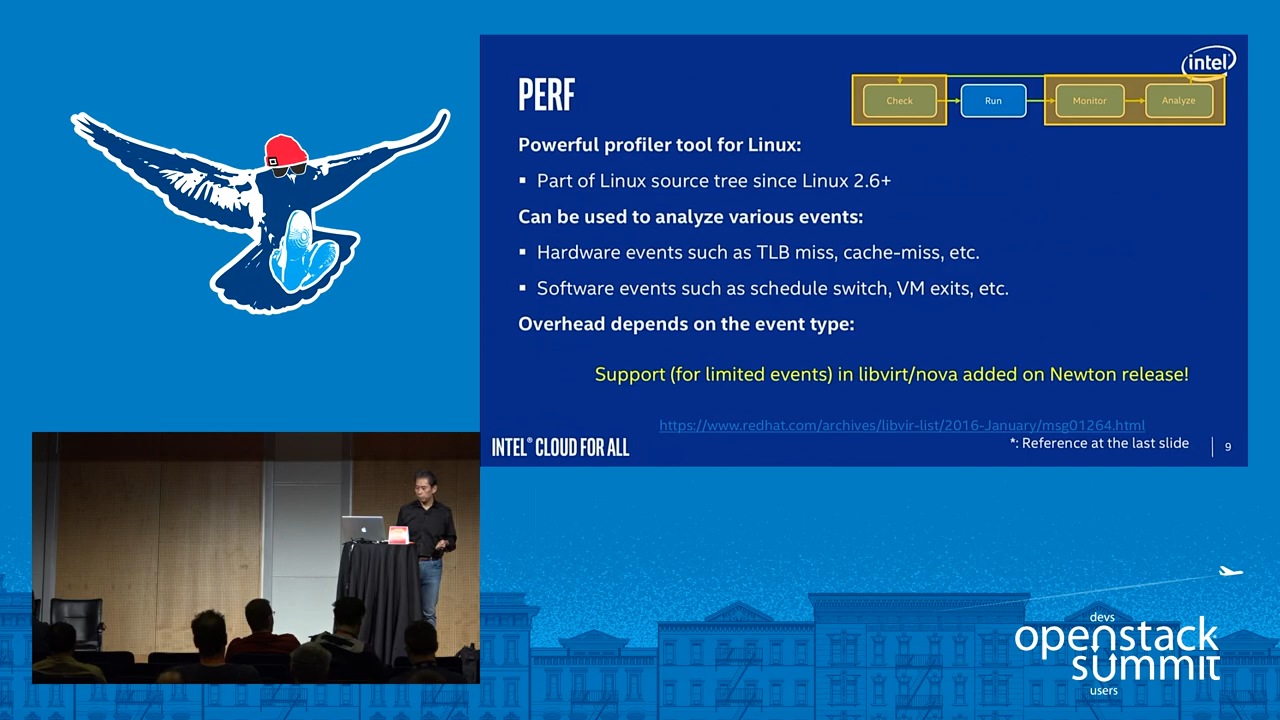 intel
PERF
Check
Run
Monitor
Analyze
Powerful profiler tool for Linux:
▪ Part of Linux source tree since Linux 2.6+
Can be used to analyze various events:
▪ Hardware events such as TLB miss, cache-miss, etc.
▪ Software events such as schedule switch, VM exits, etc.
Overhead depends on the event type:
Support (for limited events) in libvirt/nova added on Newton release!
https://www.redhat.com/archives/libvir-list/2016-January/msg01264.html
INTEL® CLOUD FOR ALL
*: Reference at the last slide
9
devs
openstack
summit
users